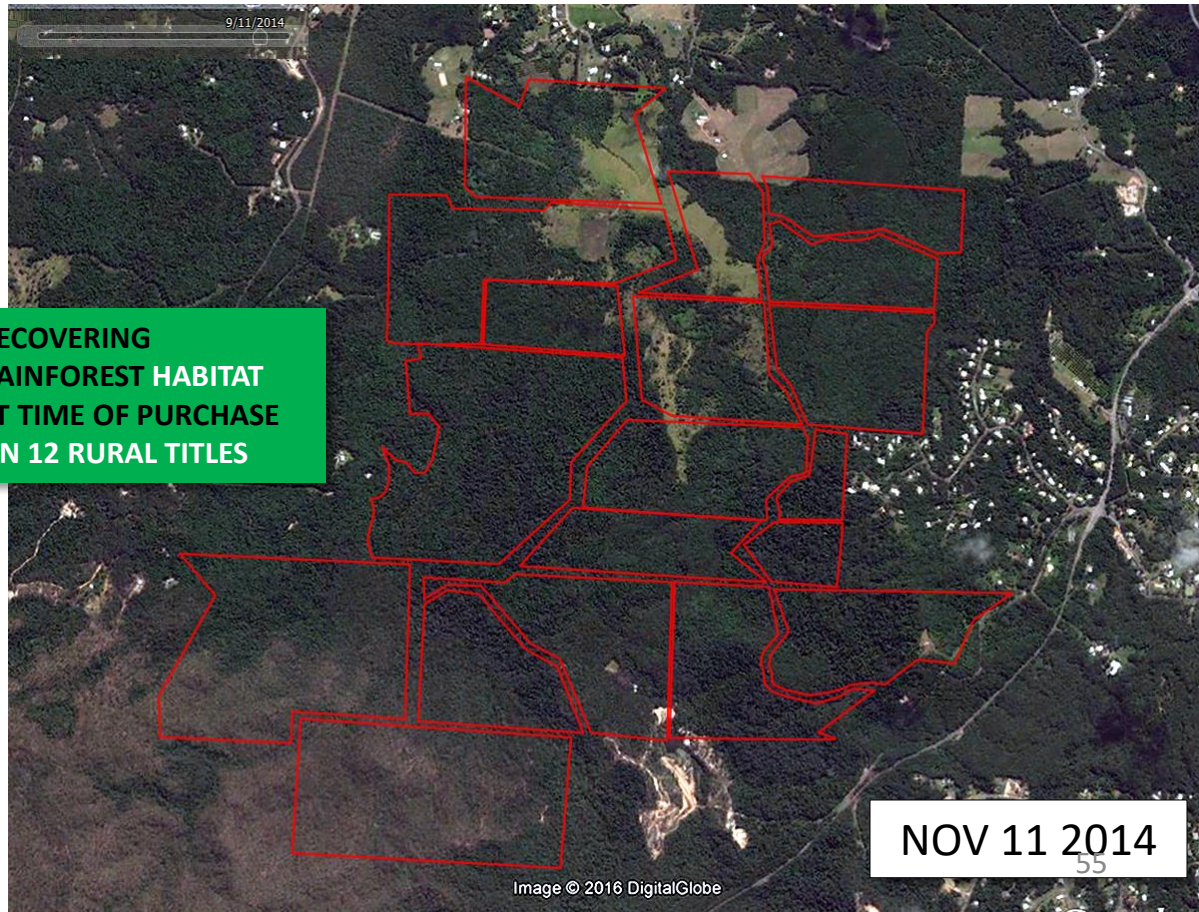 9/11/2014
ECOVERING
AINFOREST HABITAT
T TIME OF PURCHASE
N 12 RURAL TITLES
NOV 11 2014
55
Image © 2016 DigitalGlobe